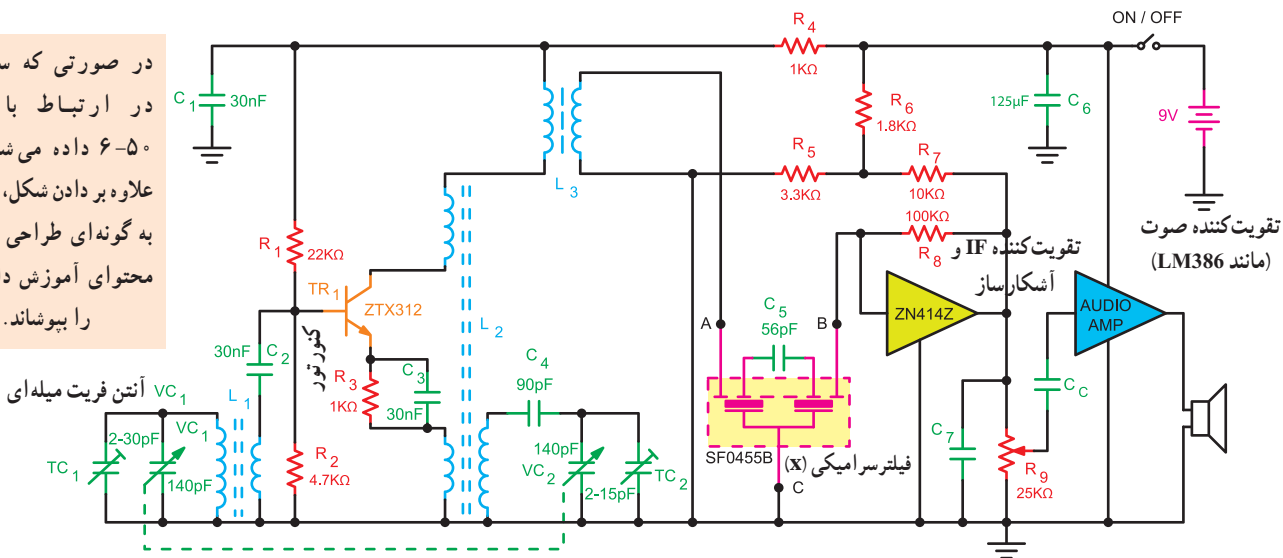 در صورتی که سـ
در ارتباط با
۶-۵۰ داده می‌شـ
علاوه بر دادن شکل،
به گونه‌ای طراحی
محتوای آموزش د
را بپوشاند.
C1 30nF
R1 22KΩ
TR1
ZTX312
30nF C2
R2
4.7KΩ
R3
1KΩ
C3
30nF
آنتن فریت میله‌ای
VC1
VC1
2-30pF
TC1
140pF
L1
L2
L3
C4
90pF
140pF
VC2
2-15pF
TC2
R4
1KΩ
R5
3.3KΩ
R6
1.8KΩ
R7
10KΩ
100KΩ
R8
A
B
C5
56pF
SF0455B
فیلتر سرامیکی (x)
C
تقویت‌کننده IF و
آشکارساز
ZN414Z
C7
R9
25KΩ
CC
AUDIO
AMP
125µF C6
ON / OFF
9V
تقویت‌کننده صوت
(مانند LM386)